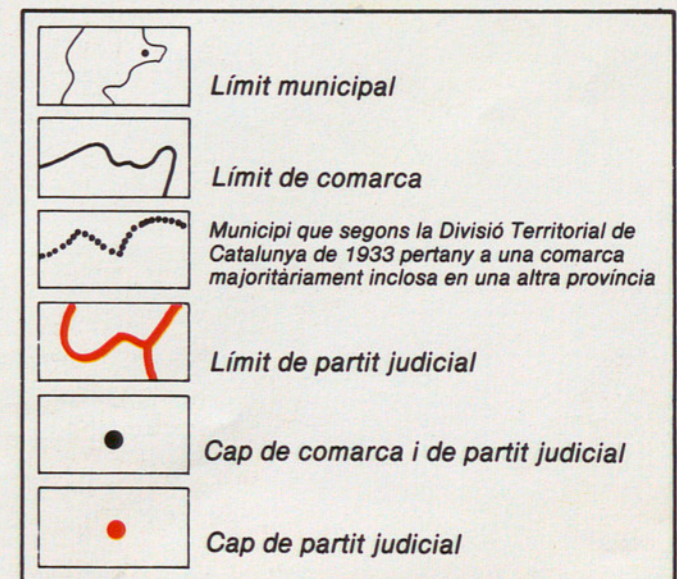 Límit municipal
Límit de comarca
Municipi que segons la Divisió Territorial de
Catalunya de 1933 pertany a una comarca
majoritàriament inclosa en una altra província
Límit de partit judicial
Cap de comarca i de partit judicial
Cap de partit judicial